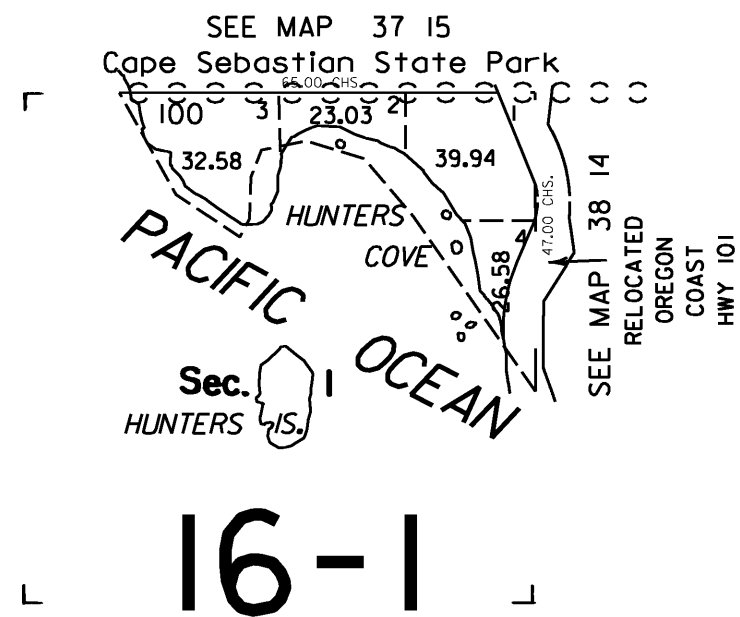 SEE MAP 37 15
Cape Sebastian State Park
65.00 CHS.
100 3 23.03 2
32.58
39.94
47.00 CHS.
HUNTERS
COVE
4
26.58
PACIFIC
OCEAN
SEE MAP 38 14
RELOCATED
OREGON
COAST
HWY 101
Sec. 1
HUNTERS IS.
16-1